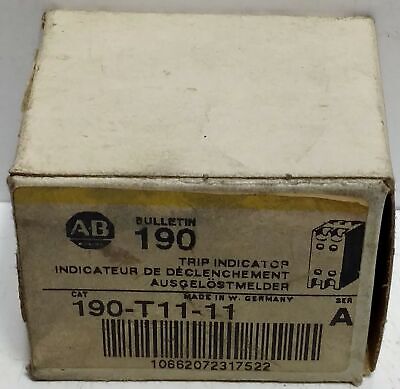 AB
BULLETIN
190
TRIP INDICATOR
INDICATEUR DE DÉCLENCHEMENT
AUSGELÖSTMELDER
CAT MADE IN W. GERMANY SER
190-T11-11 A
10662072317522